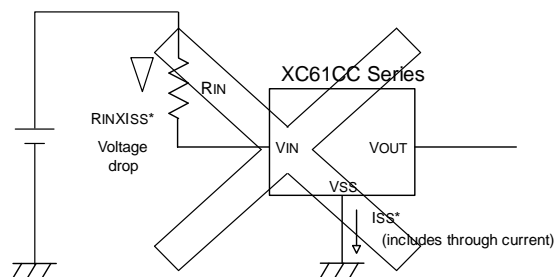 XC61CC Series
RIN
RINXISS*
Voltage
drop
VIN
VOUT
VSS
ISS*
(includes through current)